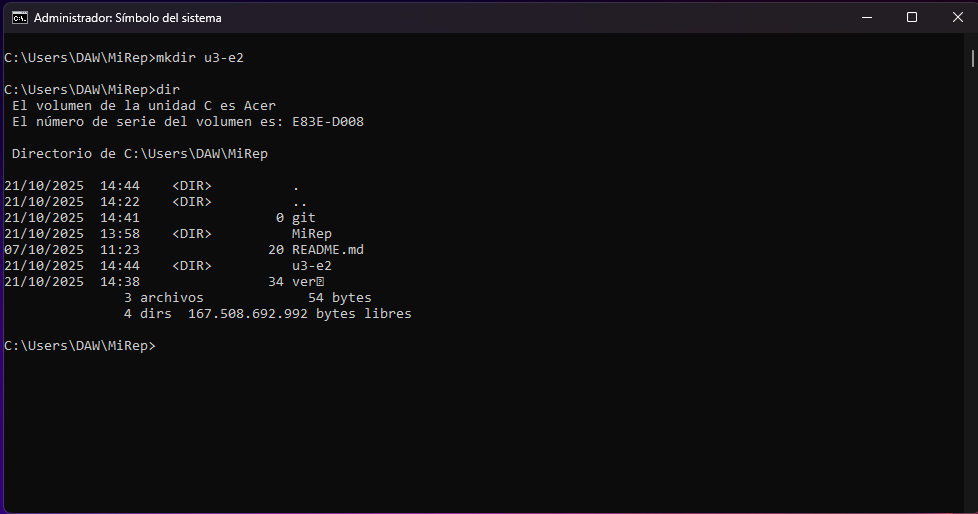 Administrador: Símbolo del sistema
C:\Users\DAW\MiRep>mkdir u3-e2
C:\Users\DAW\MiRep>dir
 El volumen de la unidad C es Acer
 El número de serie del volumen es: E83E-D008
 Directorio de C:\Users\DAW\MiRep
21/10/2025  14:44    <DIR>          .
21/10/2025  14:22    <DIR>          ..
21/10/2025  14:41                 0 git
21/10/2025  13:58    <DIR>          MiRep
07/10/2025  11:23                20 README.md
21/10/2025  14:44    <DIR>          u3-e2
21/10/2025  14:38                34 ver
               3 archivos             54 bytes
               4 dirs  167.508.692.992 bytes libres
C:\Users\DAW\MiRep>